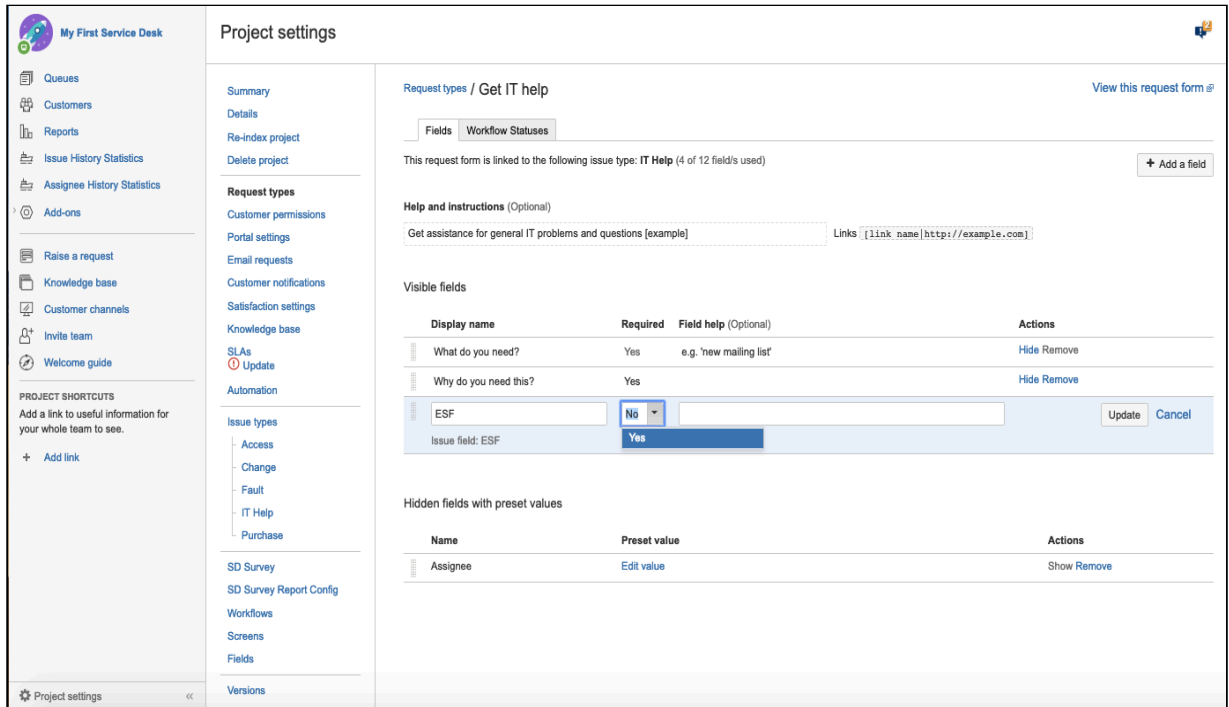 My First Service Desk
Project settings
2
Queues
Customers
Reports
Issue History Statistics
Assignee History Statistics
Add-ons
Raise a request
Knowledge base
Customer channels
Invite team
Welcome guide
PROJECT SHORTCUTS
Add a link to useful information for
your whole team to see.
+ Add link
Project settings «
Summary
Details
Re-index project
Delete project
Request types
Customer permissions
Portal settings
Email requests
Customer notifications
Satisfaction settings
Knowledge base
SLAs
Update
Automation
Issue types
Access
Change
Fault
IT Help
Purchase
SD Survey
SD Survey Report Config
Workflows
Screens
Fields
Versions
Request types / Get IT help
View this request form
Fields Workflow Statuses
This request form is linked to the following issue type: IT Help (4 of 12 field/s used)
+ Add a field
Help and instructions (Optional)
Get assistance for general IT problems and questions [example] Links [link name|http://example.com]
Visible fields
Display name Required Field help (Optional) Actions
What do you need? Yes e.g. 'new mailing list' Hide Remove
Why do you need this? Yes Hide Remove
ESF No Update Cancel
Issue field: ESF Yes
Hidden fields with preset values
Name Preset value Actions
Assignee Edit value Show Remove